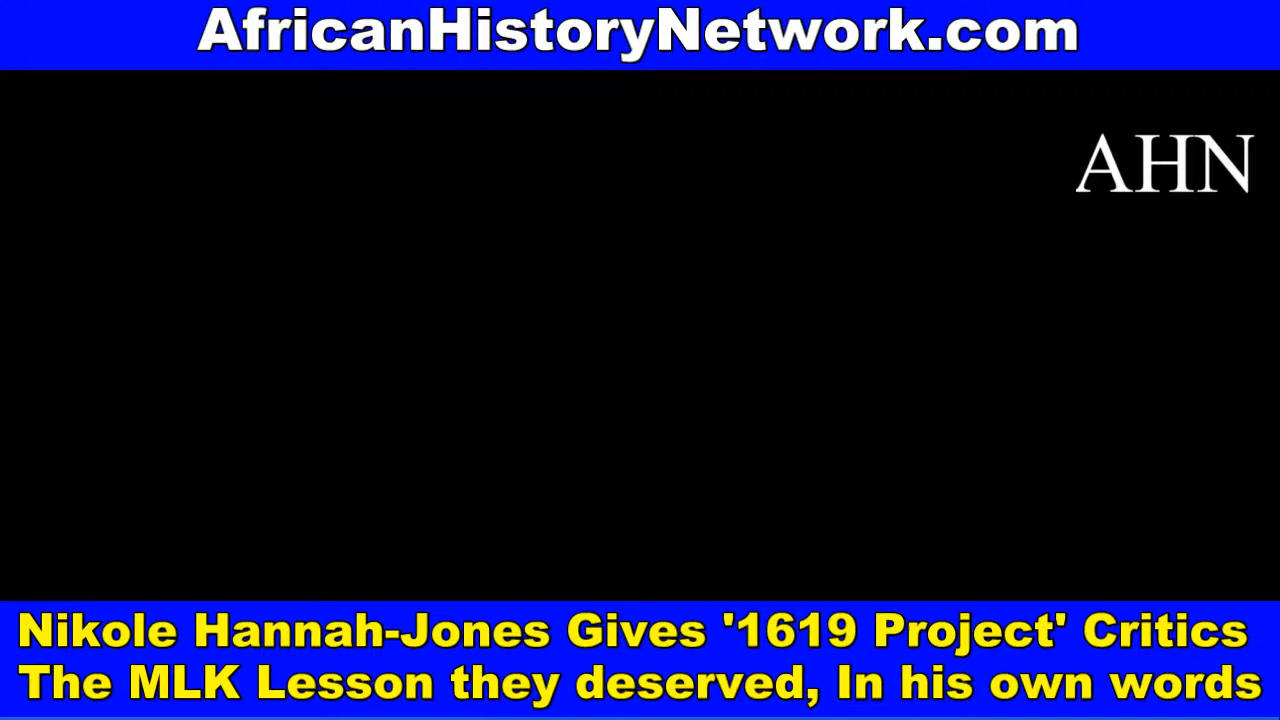 AfricanHistoryNetwork.com
AHN
Nikole Hannah-Jones Gives '1619 Project' Critics
The MLK Lesson they deserved, In his own words